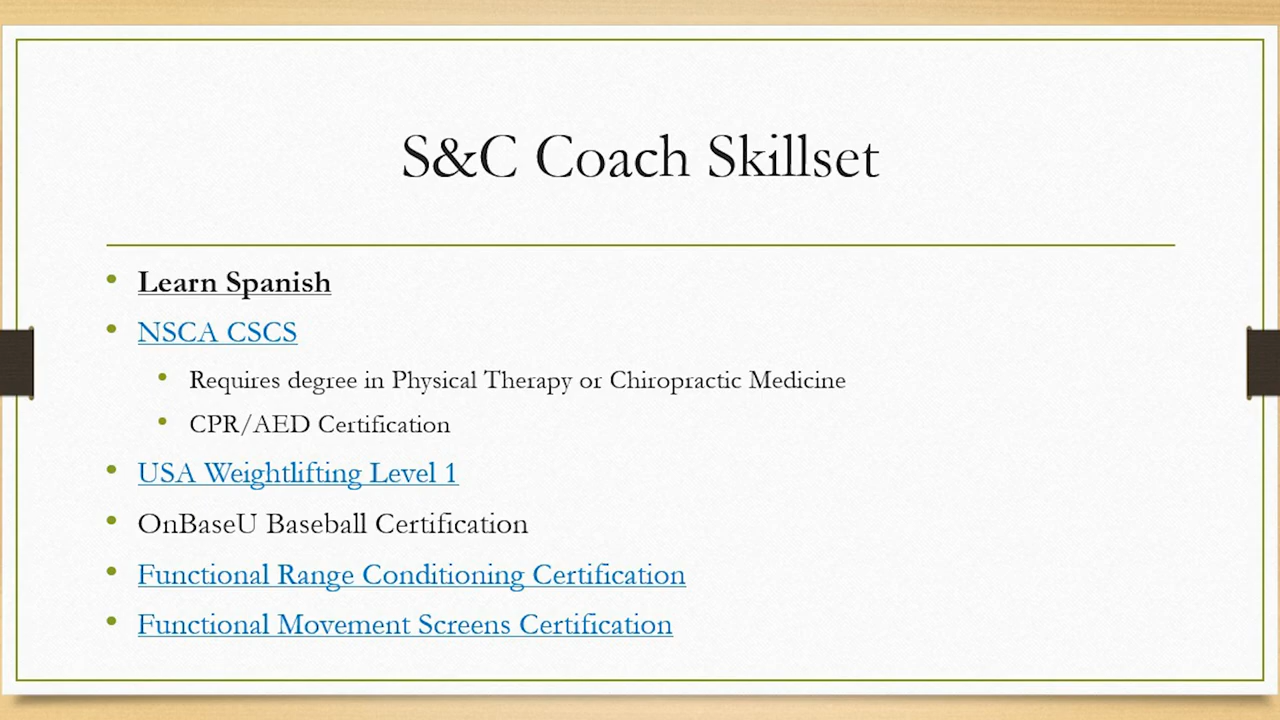 S&C Coach Skillset
Learn Spanish
NSCA CSCS
Requires degree in Physical Therapy or Chiropractic Medicine
CPR/AED Certification
USA Weightlifting Level 1
OnBaseU Baseball Certification
Functional Range Conditioning Certification
Functional Movement Screens Certification